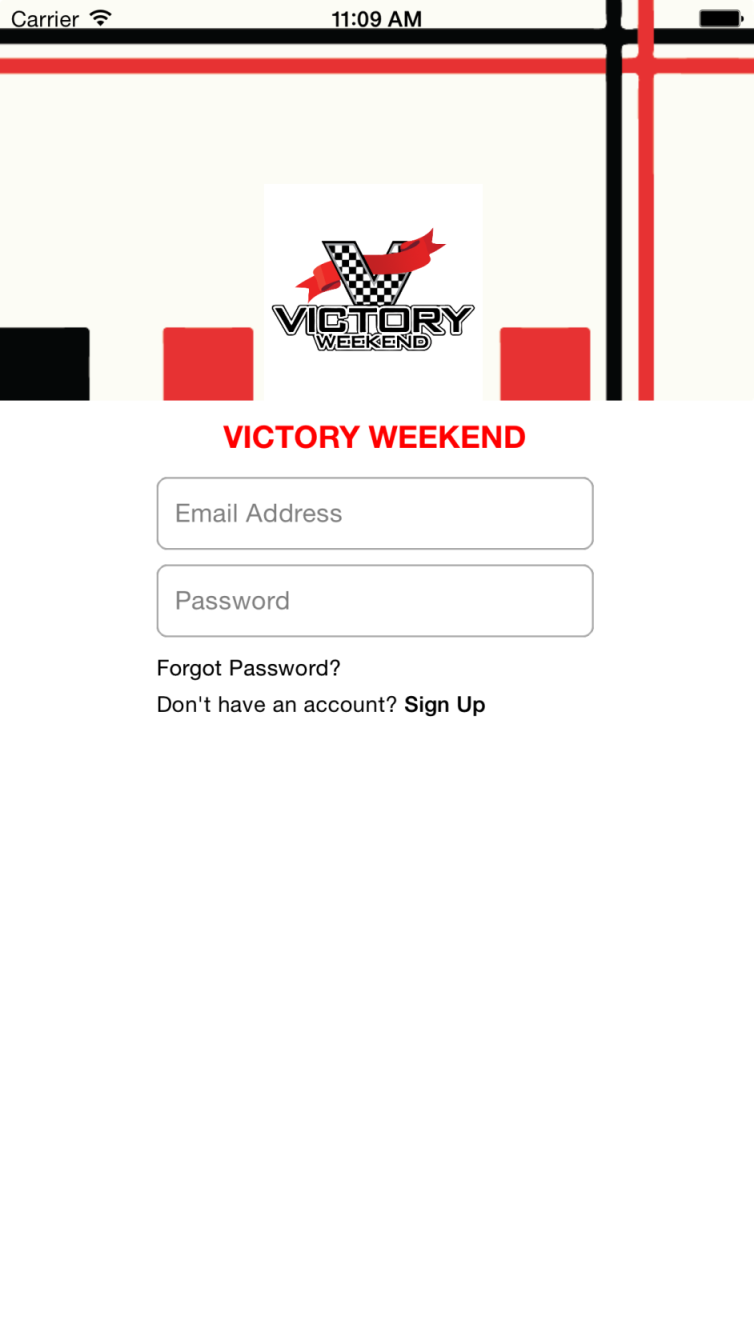 Carrier 11:09 AM
VICTORY
WEEKEND
VICTORY WEEKEND
Email Address
Password
Forgot Password?
Don't have an account? Sign Up